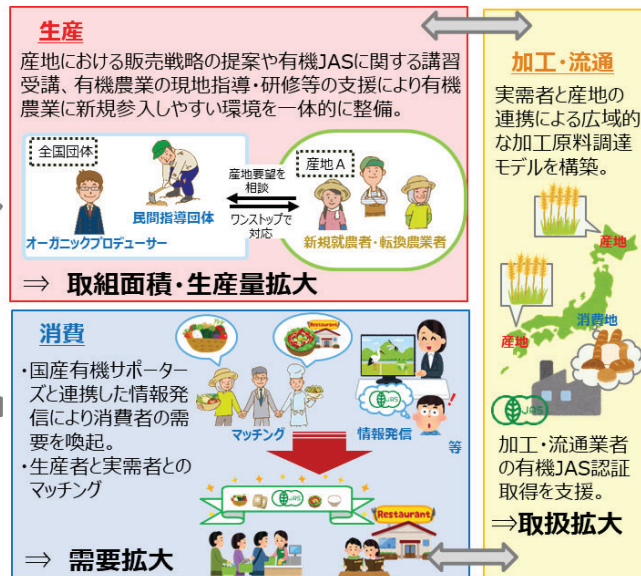 生産
産地における販売戦略の提案や有機JASに関する講習
受講、有機農業の現地指導・研修等の支援により有機
農業に新規参入しやすい環境を一体的に整備。
全国団体
民間指導団体
オーガニックプロデューサー
産地要望を
相談
ワンストップで
対応
産地A
新規就農者・転換農業者
⇒ 取組面積・生産量拡大
消費
・国産有機サポーター
ズと連携した情報発
信により消費者の需
要を喚起。
・生産者と実需者との
マッチング
Restaurant
マッチング
JAS
情報発信
等
JAS
Restaurant
⇒ 需要拡大
加工・流通
実需者と産地の
連携による広域的
な加工原料調達
モデルを構築。
産地
消費地
産地
JAS
加工・流通業者
の有機JAS認証
取得を支援。
⇒取扱拡大